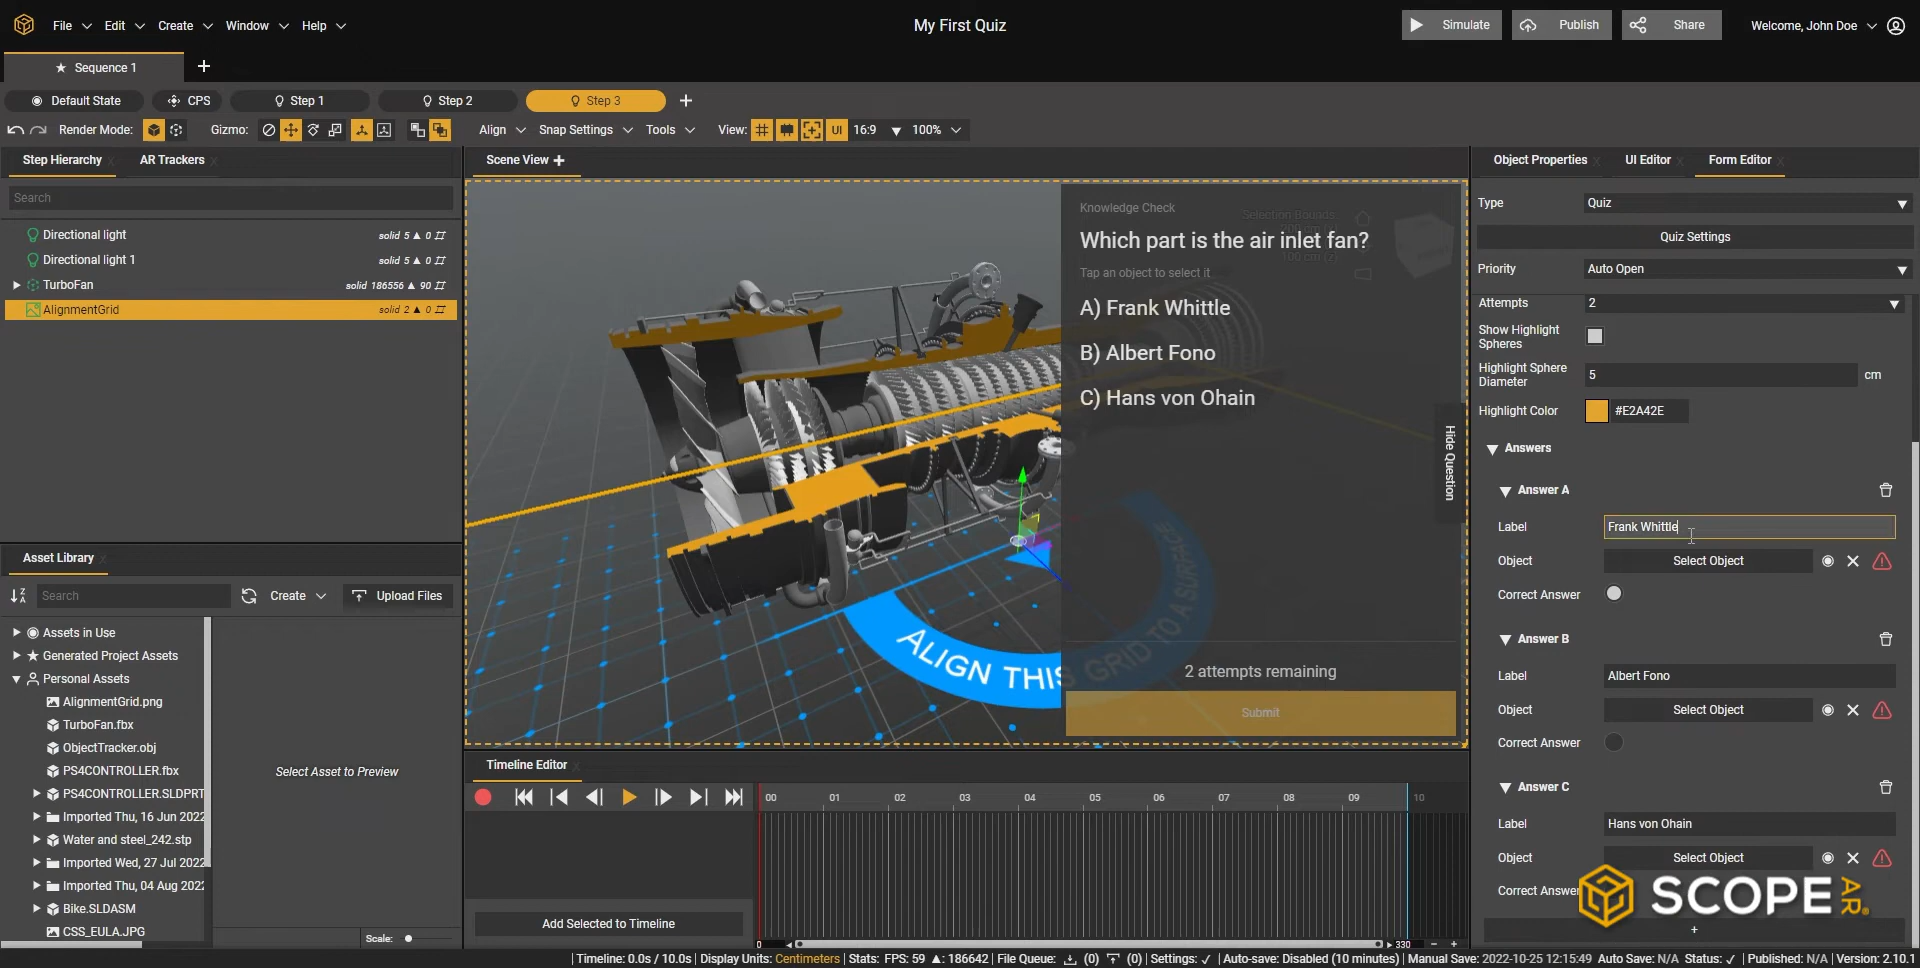 File Edit Create Window Help My First Quiz Simulate Publish Share Welcome, John Doe
★ Sequence 1 +
Default State CPS Step 1 Step 2 Step 3 +
Render Mode: Gizmo: Align Snap Settings Tools View: UI 16:9 100%
Step Hierarchy AR Trackers
Search
Directional light solid 5 ▲ 0
Directional light 1 solid 5 ▲ 0
TurboFan solid 186556 ▲ 90
AlignmentGrid solid 2 ▲ 0
Asset Library
Search Create Upload Files
Assets in Use
Generated Project Assets
Personal Assets
AlignmentGrid.png
TurboFan.fbx
ObjectTracker.obj
PS4CONTROLLER.fbx
PS4CONTROLLER.SLDPRT
Imported Thu, 16 Jun 2022
Water and steel_242.stp
Imported Wed, 27 Jul 2022
Imported Thu, 04 Aug 2022
Bike.SLDASM
CSS_EULA.JPG
Select Asset to Preview
Scale:
Scene View
Knowledge Check
Selection Bounds
Which part is the air inlet fan?
100 cm (z)
Tap an object to select it
A) Frank Whittle
B) Albert Fono
C) Hans von Ohain
Hide Question
ALIGN THIS GRID TO A SURFACE
2 attempts remaining
Submit
Timeline Editor
00 01 02 03 04 05 06 07 08 09 10
Add Selected to Timeline
0 330
Object Properties UI Editor Form Editor
Type Quiz
Quiz Settings
Priority Auto Open
Attempts 2
Show Highlight
Spheres
Highlight Sphere
Diameter 5 cm
Highlight Color #E2A42E
Answers
Answer A
Label Frank Whittle
Object Select Object
Correct Answer
Answer B
Label Albert Fono
Object Select Object
Correct Answer
Answer C
Label Hans von Ohain
Object Select Object
Correct Answer
SCOPE AR®
+
Timeline: 0.0s / 10.0s | Display Units: Centimeters | Stats: FPS: 59 ▲: 186642 | File Queue: (0) (0) | Settings: ✓ | Auto-save: Disabled (10 minutes) | Manual Save: 2022-10-25 12:15:49 Auto Save: N/A Status: ✓ | Published: N/A | Version: 2.10.1